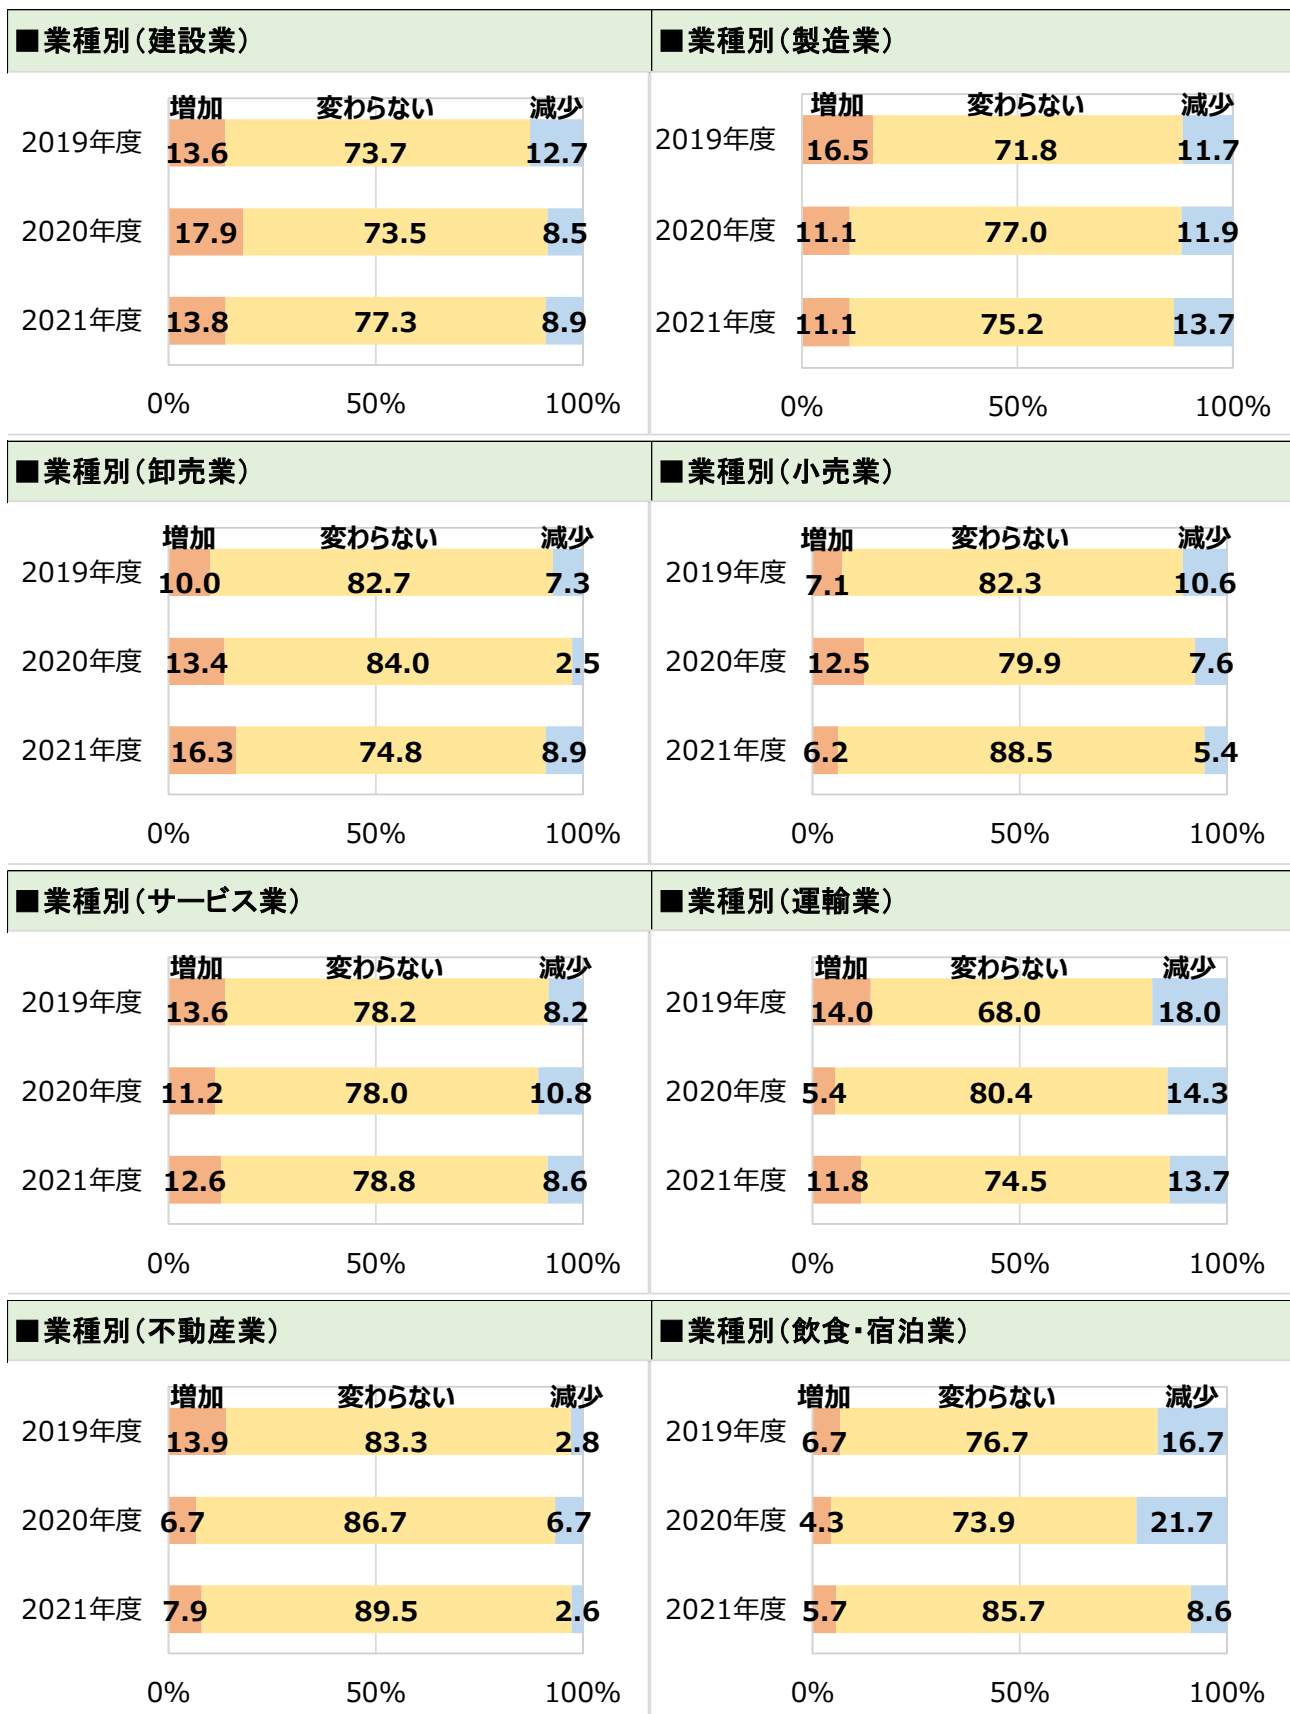 ■業種別（建設業）
増加 変わらない 減少
2019年度 13.6 73.7 12.7
2020年度 17.9 73.5 8.5
2021年度 13.8 77.3 8.9
0% 50% 100%
■業種別（製造業）
増加 変わらない 減少
2019年度 16.5 71.8 11.7
2020年度 11.1 77.0 11.9
2021年度 11.1 75.2 13.7
0% 50% 100%
■業種別（卸売業）
増加 変わらない 減少
2019年度 10.0 82.7 7.3
2020年度 13.4 84.0 2.5
2021年度 16.3 74.8 8.9
0% 50% 100%
■業種別（小売業）
増加 変わらない 減少
2019年度 7.1 82.3 10.6
2020年度 12.5 79.9 7.6
2021年度 6.2 88.5 5.4
0% 50% 100%
■業種別（サービス業）
増加 変わらない 減少
2019年度 13.6 78.2 8.2
2020年度 11.2 78.0 10.8
2021年度 12.6 78.8 8.6
0% 50% 100%
■業種別（運輸業）
増加 変わらない 減少
2019年度 14.0 68.0 18.0
2020年度 5.4 80.4 14.3
2021年度 11.8 74.5 13.7
0% 50% 100%
■業種別（不動産業）
増加 変わらない 減少
2019年度 13.9 83.3 2.8
2020年度 6.7 86.7 6.7
2021年度 7.9 89.5 2.6
0% 50% 100%
■業種別（飲食・宿泊業）
増加 変わらない 減少
2019年度 6.7 76.7 16.7
2020年度 4.3 73.9 21.7
2021年度 5.7 85.7 8.6
0% 50% 100%